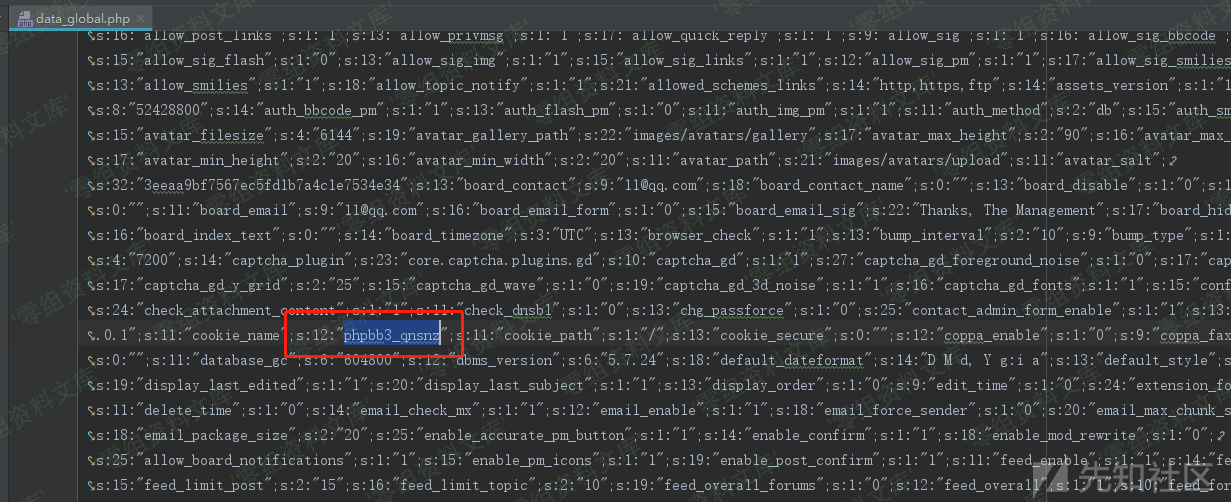 data_global.php
s:16:"allow_post_links";s:1:"1";s:13:"allow_privmsg";s:1:"1";s:17:"allow_quick_reply";s:1:"1";s:9:"allow_sig";s:1:"1";s:16:"allow_sig_bbcode
s:15:"allow_sig_flash";s:1:"0";s:13:"allow_sig_img";s:1:"1";s:15:"allow_sig_links";s:1:"1";s:12:"allow_sig_pm";s:1:"1";s:17:"allow_sig_smilies
s:13:"allow_smilies";s:1:"1";s:18:"allow_topic_notify";s:1:"1";s:21:"allowed_schemes_links";s:14:"http,https,ftp";s:14:"assets_version";s:1:"1
s:8:"52428800";s:14:"auth_bbcode_pm";s:1:"1";s:13:"auth_flash_pm";s:1:"0";s:11:"auth_img_pm";s:1:"1";s:11:"auth_method";s:2:"db";s:15:"auth_sm
s:15:"avatar_filesize";s:4:"6144";s:19:"avatar_gallery_path";s:22:"images/avatars/gallery";s:17:"avatar_max_height";s:2:"90";s:16:"avatar_max_
s:17:"avatar_min_height";s:2:"20";s:16:"avatar_min_width";s:2:"20";s:11:"avatar_path";s:21:"images/avatars/upload";s:11:"avatar_salt";
s:32:"3eeaa9bf7567ec5fd1b7a4c1e7534e34";s:13:"board_contact";s:9:"11@qq.com";s:18:"board_contact_name";s:0:"";s:13:"board_disable";s:1:"0";s:1
s:0:"";s:11:"board_email";s:9:"11@qq.com";s:16:"board_email_form";s:1:"0";s:15:"board_email_sig";s:22:"Thanks, The Management";s:17:"board_hid
s:16:"board_index_text";s:0:"";s:14:"board_timezone";s:3:"UTC";s:13:"browser_check";s:1:"1";s:13:"bump_interval";s:2:"10";s:9:"bump_type";s:1:
s:4:"7200";s:14:"captcha_plugin";s:23:"core.captcha.plugins.gd";s:10:"captcha_gd";s:1:"1";s:27:"captcha_gd_foreground_noise";s:1:"0";s:17:"capt
s:17:"captcha_gd_y_grid";s:2:"25";s:15:"captcha_gd_wave";s:1:"0";s:19:"captcha_gd_3d_noise";s:1:"1";s:16:"captcha_gd_fonts";s:1:"1";s:15:"conf
s:24:"check_attachment_content";s:1:"1";s:11:"check_dnsbl";s:1:"0";s:13:"chg_passforce";s:1:"0";s:25:"contact_admin_form_enable";s:1:"1";s:1
.0.1";s:11:"cookie_name";s:12:"phpbb3_qnsnz";s:11:"cookie_path";s:1:"/";s:13:"cookie_secure";s:1:"0";s:12:"coppa_enable";s:1:"0";s:9:"coppa_fax
s:0:"";s:11:"database_gc";s:6:"604800";s:12:"dbms_version";s:6:"5.7.24";s:18:"default_dateformat";s:14:"D M d, Y g:i a";s:13:"default_style";s
s:19:"display_last_edited";s:1:"1";s:20:"display_last_subject";s:1:"1";s:13:"display_order";s:1:"0";s:9:"edit_time";s:1:"0";s:24:"extension_fo
s:11:"delete_time";s:1:"0";s:14:"email_check_mx";s:1:"1";s:12:"email_enable";s:1:"1";s:18:"email_force_sender";s:1:"0";s:20:"email_max_chunk_s
s:18:"email_package_size";s:2:"20";s:25:"enable_accurate_pm_button";s:1:"1";s:14:"enable_confirm";s:1:"1";s:18:"enable_mod_rewrite";s:1:"0";
s:25:"allow_board_notifications";s:1:"1";s:15:"enable_pm_icons";s:1:"1";s:19:"enable_post_confirm";s:1:"1";s:11:"feed_enable";s:1:"1";s:14:"fe
s:15:"feed_limit_post";s:2:"15";s:16:"feed_limit_topic";s:2:"10";s:19:"feed_overall_forums";s:1:"0";s:12:"feed_overall";s:1:"1";s:10:"feed
先知社区